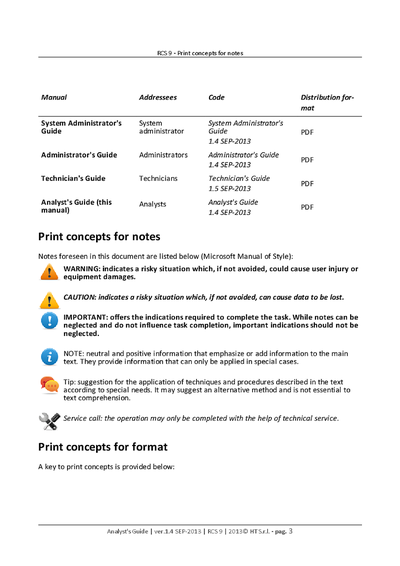 RCS 9 - Print concepts for notes
Manual Addressees Code Distribution for-
mat
System Administrator's Guide System administrator System Administrator's Guide
1.4 SEP-2013 PDF
Administrator's Guide Administrators Administrator's Guide
1.4 SEP-2013 PDF
Technician's Guide Technicians Technician's Guide
1.5 SEP-2013 PDF
Analyst's Guide (this manual) Analysts Analyst's Guide
1.4 SEP-2013 PDF
Print concepts for notes
Notes foreseen in this document are listed below (Microsoft Manual of Style):
WARNING: indicates a risky situation which, if not avoided, could cause user injury or
equipment damages.
CAUTION: indicates a risky situation which, if not avoided, can cause data to be lost.
IMPORTANT: offers the indications required to complete the task. While notes can be
neglected and do not influence task completion, important indications should not be
neglected.
NOTE: neutral and positive information that emphasize or add information to the main
text. They provide information that can only be applied in special cases.
Tip: suggestion for the application of techniques and procedures described in the text
according to special needs. It may suggest an alternative method and is not essential to
text comprehension.
Service call: the operation may only be completed with the help of technical service.
Print concepts for format
A key to print concepts is provided below:
Analyst's Guide | ver.1.4 SEP-2013 | RCS 9 | 2013© HT S.r.l. - pag. 3